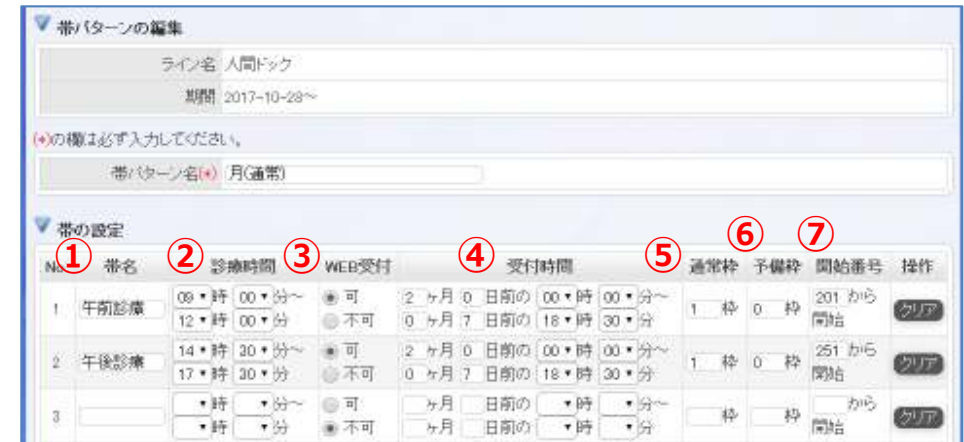 帯パターンの編集
ライン名 人間ドック
期間 2017-10-28～
(*)の欄は必ず入力してください。
帯パターン名(*) 月(通常)
帯の設定
① ② ③ ④ ⑤ ⑥ ⑦
No 帯名 診療時間 WEB受付 受付時間 通常枠 予備枠 開始番号 操作
1 午前診療 09 時 00 分～ 可 2 ヶ月 0 日前の 00 時 00 分～ 1 枠 0 枠 201 から
12 時 00 分 不可 0 ヶ月 7 日前の 18 時 30 分 開始 クリア
2 午後診療 14 時 30 分～ 可 2 ヶ月 0 日前の 00 時 00 分～ 1 枠 0 枠 251 から
17 時 30 分 不可 0 ヶ月 7 日前の 18 時 30 分 開始 クリア
3 時 分～ 可 ヶ月 日前の 時 分～ 枠 枠 から
時 分 不可 ヶ月 日前の 時 分 開始 クリア